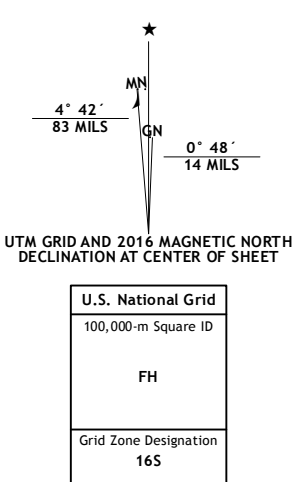 ★
MN
4° 42´
83 MILS
GN
0° 48´
14 MILS
UTM GRID AND 2016 MAGNETIC NORTH
DECLINATION AT CENTER OF SHEET
U.S. National Grid
100,000-m Square ID
FH
Grid Zone Designation
16S